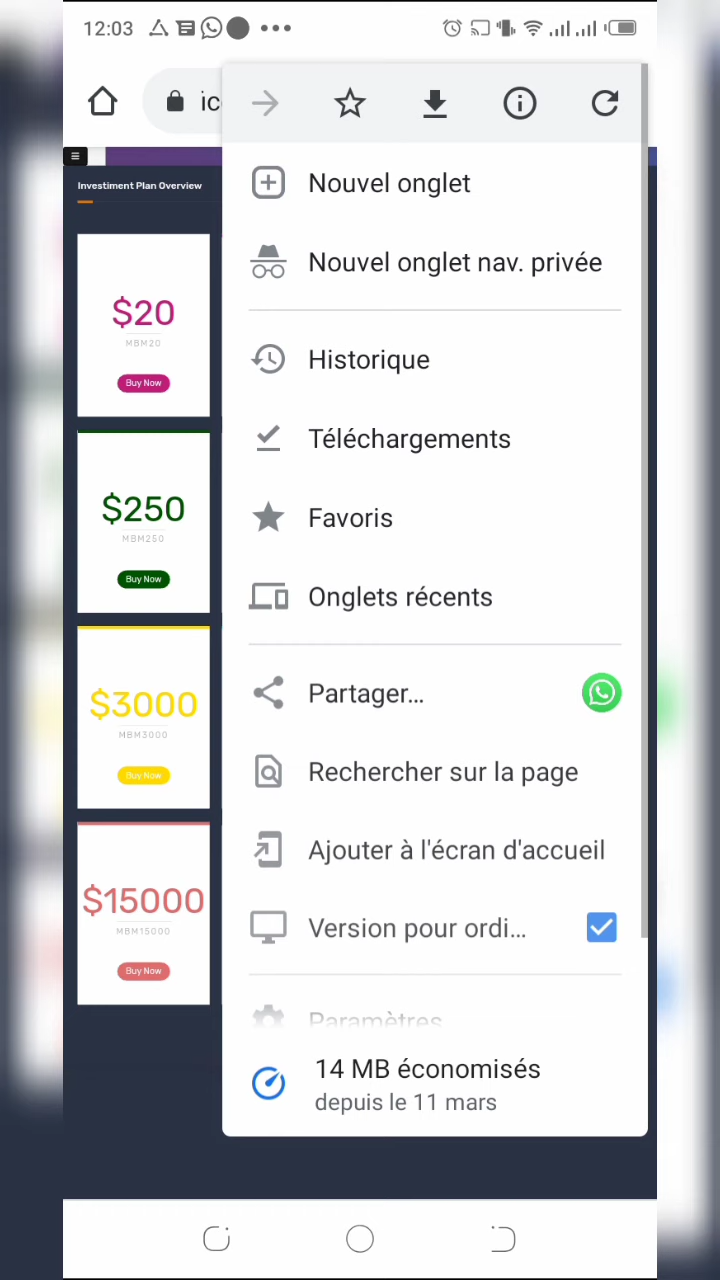 12:03
ic
Nouvel onglet
Nouvel onglet nav. privée
Historique
Téléchargements
Favoris
Onglets récents
Partager...
Rechercher sur la page
Ajouter à l'écran d'accueil
Version pour ordi...
Paramètres
14 MB économisés
depuis le 11 mars
Investiment Plan Overview
$20
MBM20
Buy Now
$250
MBM250
Buy Now
$3000
MBM3000
Buy Now
$15000
MBM15000
Buy Now